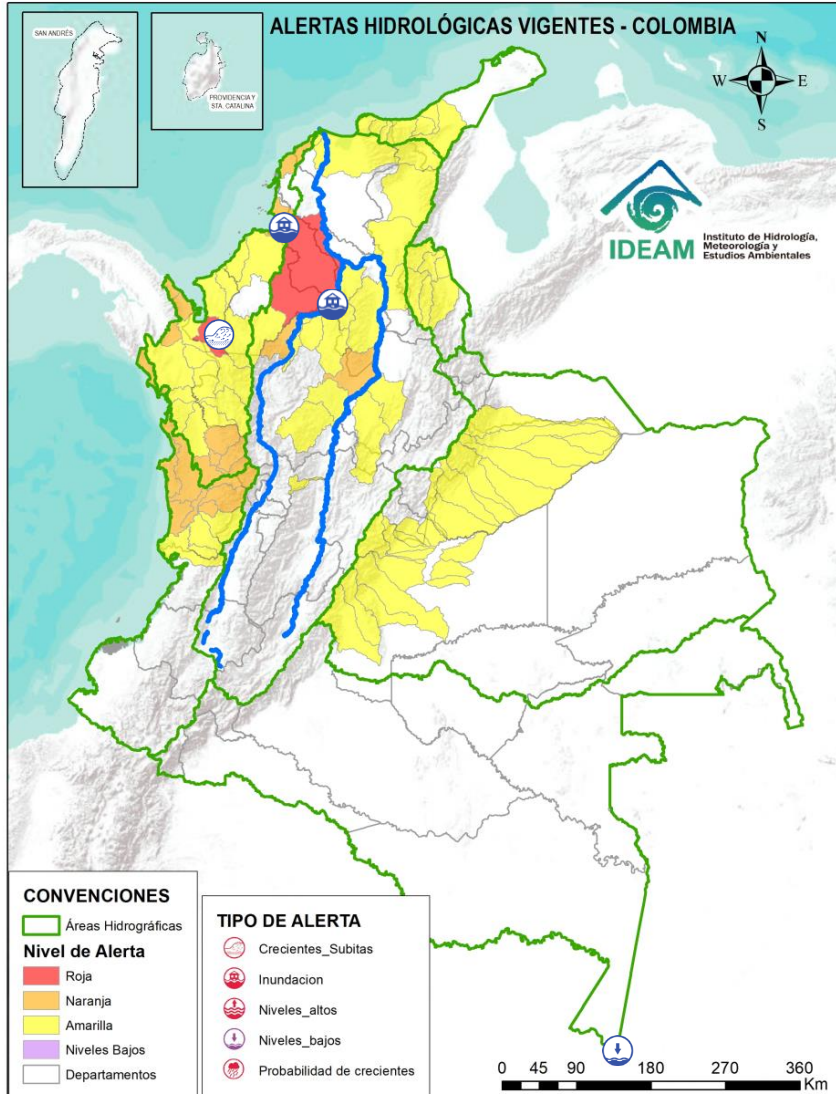 ALERTAS HIDROLÓGICAS VIGENTES - COLOMBIA
SAN ANDRÉS
PROVIDENCIA Y
STA. CATALINA
N
W
E
S
IDEAM
Instituto de Hidrología,
Meteorología y
Estudios Ambientales
CONVENCIONES
Áreas Hidrográficas
Nivel de Alerta
Roja
Naranja
Amarilla
Niveles Bajos
Departamentos
TIPO DE ALERTA
Crecientes_Subitas
Inundacion
Niveles_altos
Niveles_bajos
Probabilidad de crecientes
0 45 90 180 270 360
Km